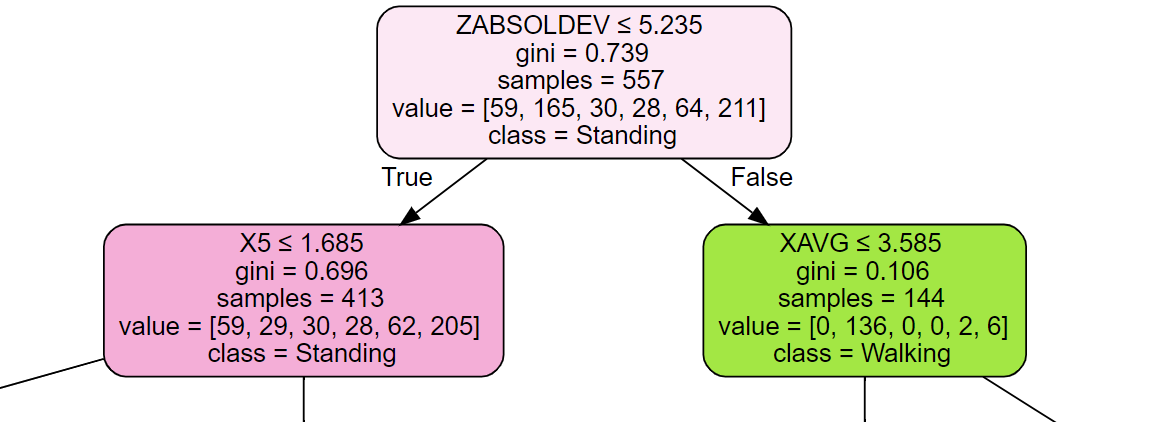 ZABSOLDEV ≤ 5.235
gini = 0.739
samples = 557
value = [59, 165, 30, 28, 64, 211]
class = Standing
True
False
X5 ≤ 1.685
gini = 0.696
samples = 413
value = [59, 29, 30, 28, 62, 205]
class = Standing
XAVG ≤ 3.585
gini = 0.106
samples = 144
value = [0, 136, 0, 0, 2, 6]
class = Walking